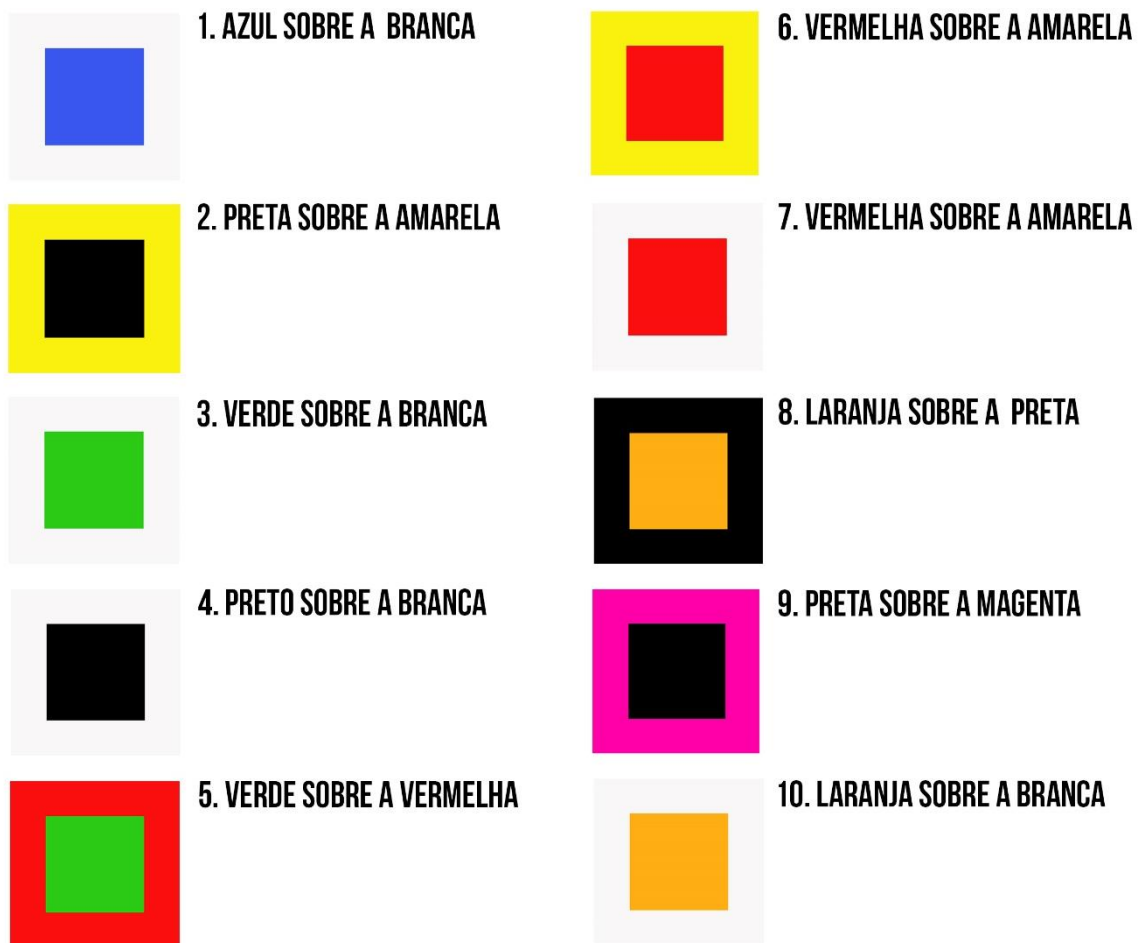 1. AZUL SOBRE A BRANCA
2. PRETA SOBRE A AMARELA
3. VERDE SOBRE A BRANCA
4. PRETO SOBRE A BRANCA
5. VERDE SOBRE A VERMELHA
6. VERMELHA SOBRE A AMARELA
7. VERMELHA SOBRE A AMARELA
8. LARANJA SOBRE A PRETA
9. PRETA SOBRE A MAGENTA
10. LARANJA SOBRE A BRANCA